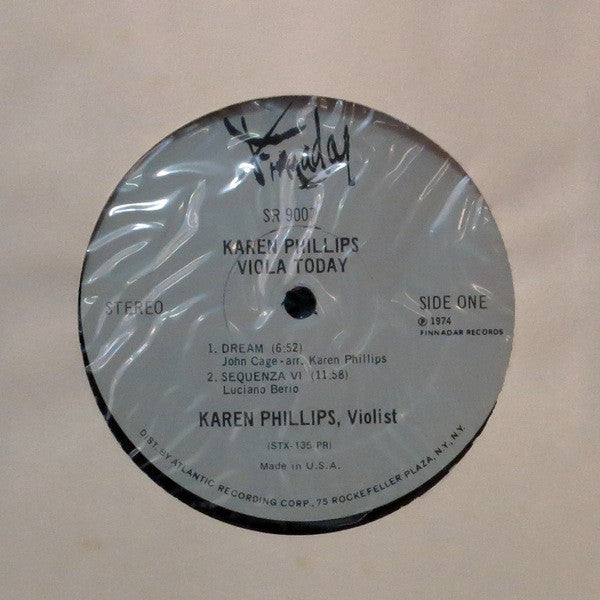 Finnadar
SR 9007
KAREN PHILLIPS
VIOLA TODAY
STEREO
SIDE ONE
℗ 1974
FINNADAR RECORDS
1. DREAM (6:52)
John Cage-arr. Karen Phillips
2. SEQUENZA VI (11:58)
Luciano Berio
KAREN PHILLIPS, Violist
(STX-135 PR)
Made in U.S.A.
DIST. BY ATLANTIC RECORDING CORP., 75 ROCKEFELLER PLAZA, N.Y., N.Y.